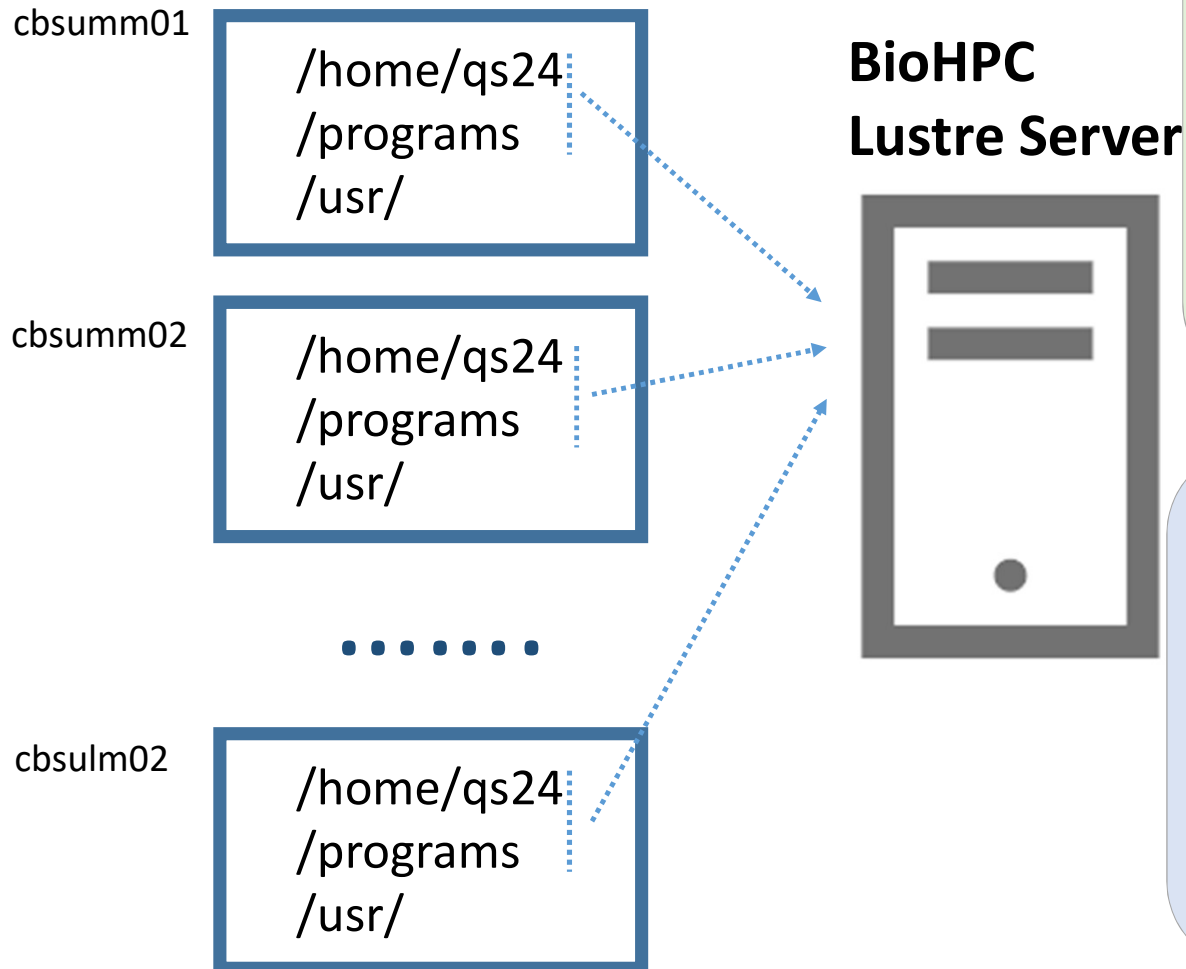 cbsumm01
/home/qs24
/programs
/usr/
BioHPC
Lustre Server
cbsumm02
/home/qs24
/programs
/usr/
cbsulm02
/home/qs24
/programs
/usr/